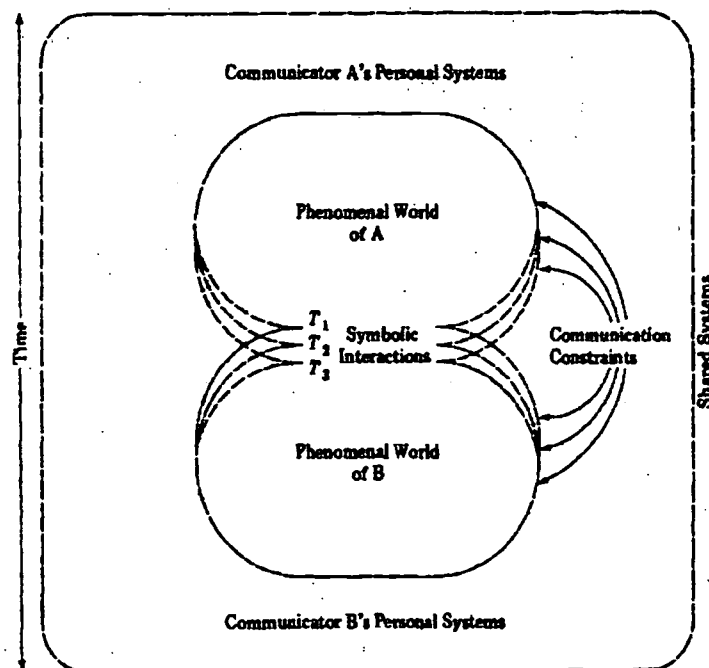 Communicator A's Personal Systems
Phenomenal World
of A
T1
Symbolic
T2
Interactions
T3
Communication
Constraints
Time
Shared Systems
Phenomenal World
of B
Communicator B's Personal Systems